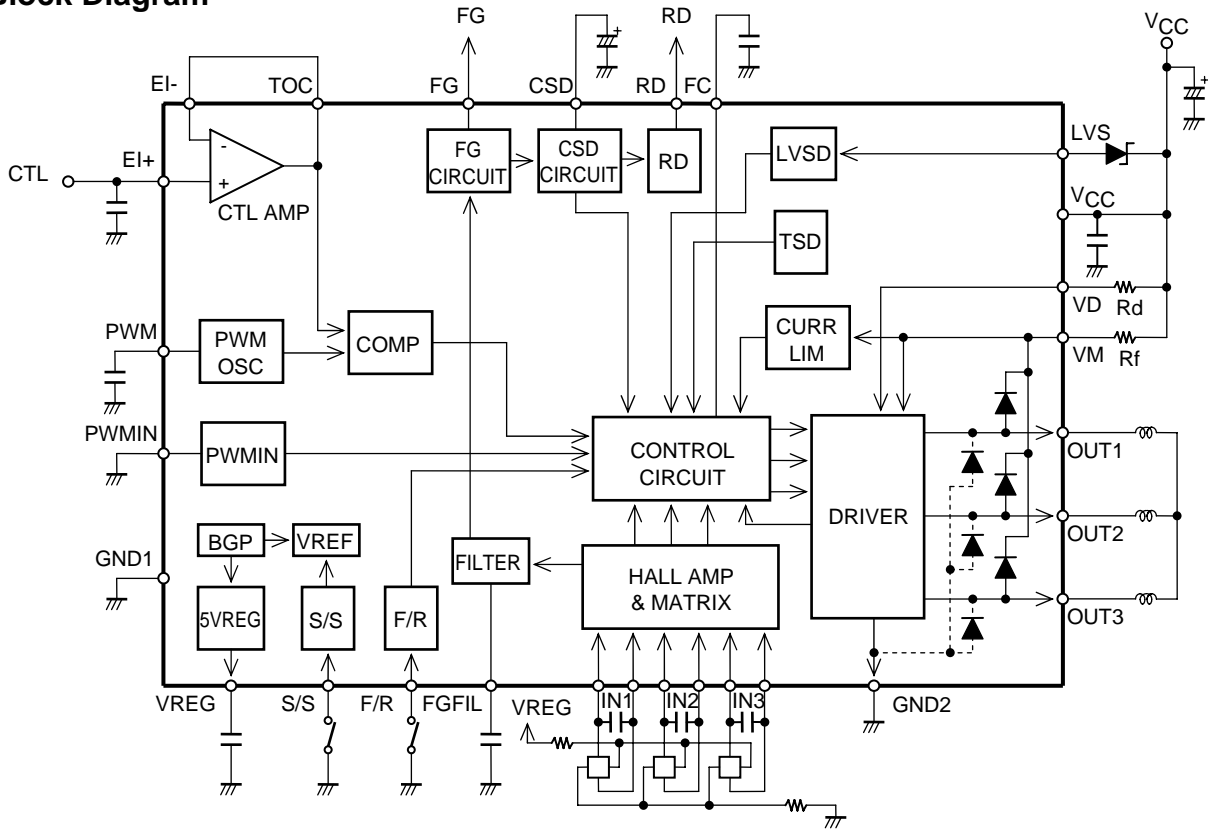 Block Diagram
FG
RD
VCC
+
+
EI-
TOC
FG
CSD
RD
FC
LVS
CTL
EI+
-
+
CTL AMP
FG
CIRCUIT
CSD
CIRCUIT
RD
LVSD
VCC
TSD
VD
Rd
PWM
PWM
OSC
COMP
CURR
LIM
VM
Rf
PWMIN
PWMIN
CONTROL
CIRCUIT
DRIVER
OUT1
OUT2
OUT3
GND1
BGP
VREF
FILTER
HALL AMP
& MATRIX
5VREG
S/S
F/R
VREG
S/S
F/R
FGFIL
VREG
IN1
IN2
IN3
GND2